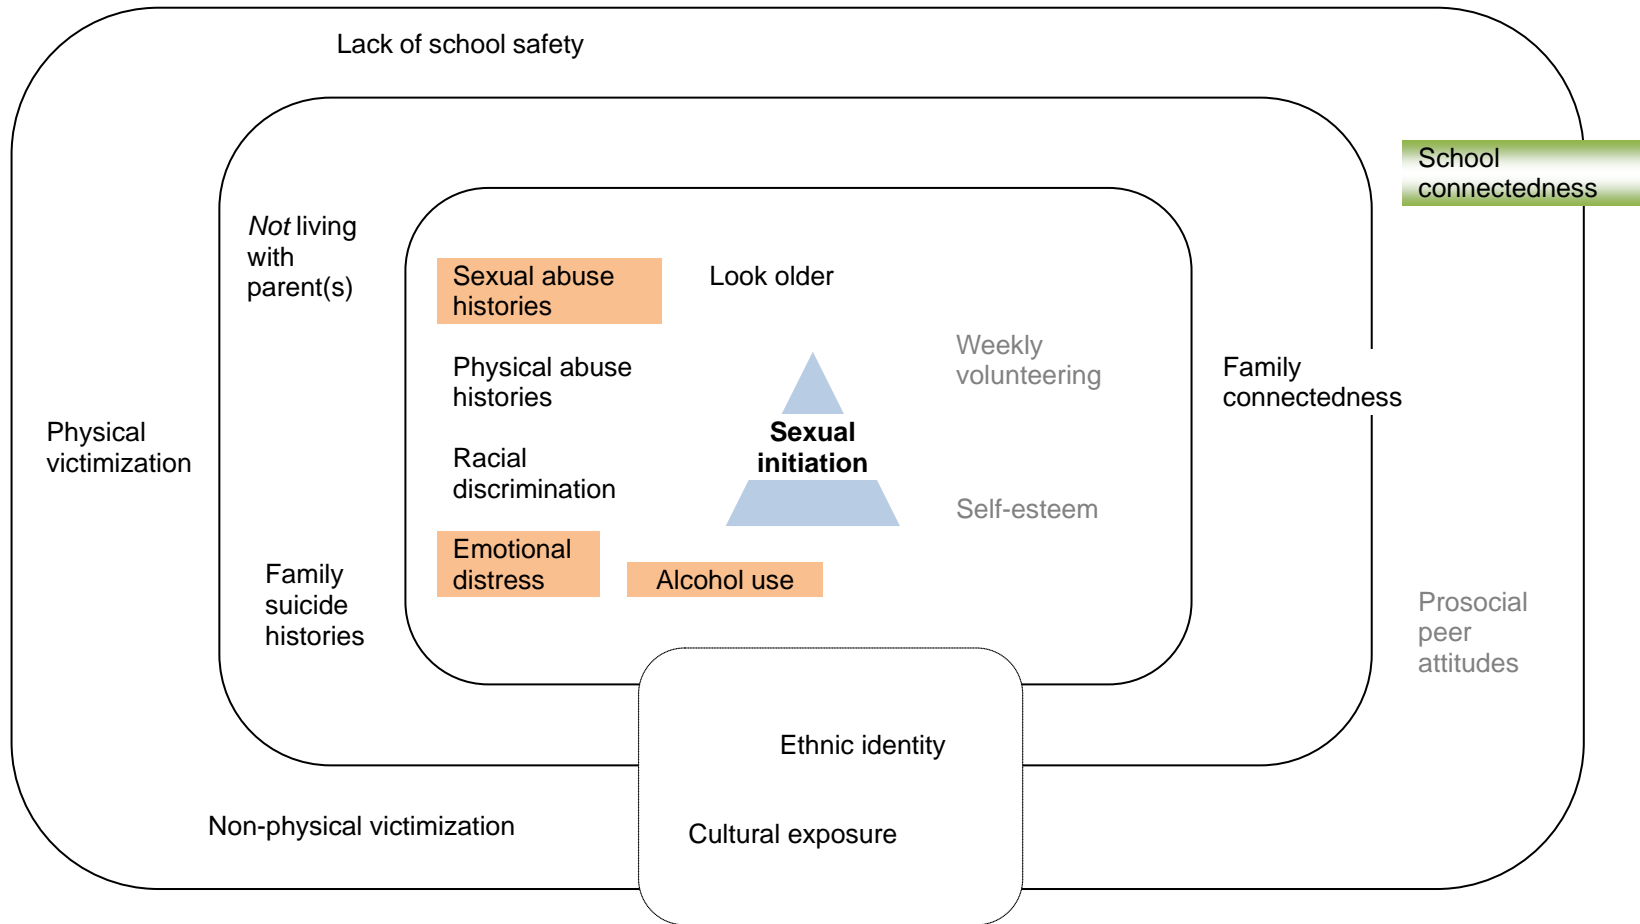 Lack of school safety
School
connectedness
Not living
with
parent(s)
Sexual abuse
histories
Look older
Weekly
volunteering
Physical abuse
histories
Family
connectedness
Physical
victimization
Sexual
initiation
Racial
discrimination
Self-esteem
Emotional
distress
Alcohol use
Family
suicide
histories
Prosocial
peer
attitudes
Ethnic identity
Non-physical victimization
Cultural exposure